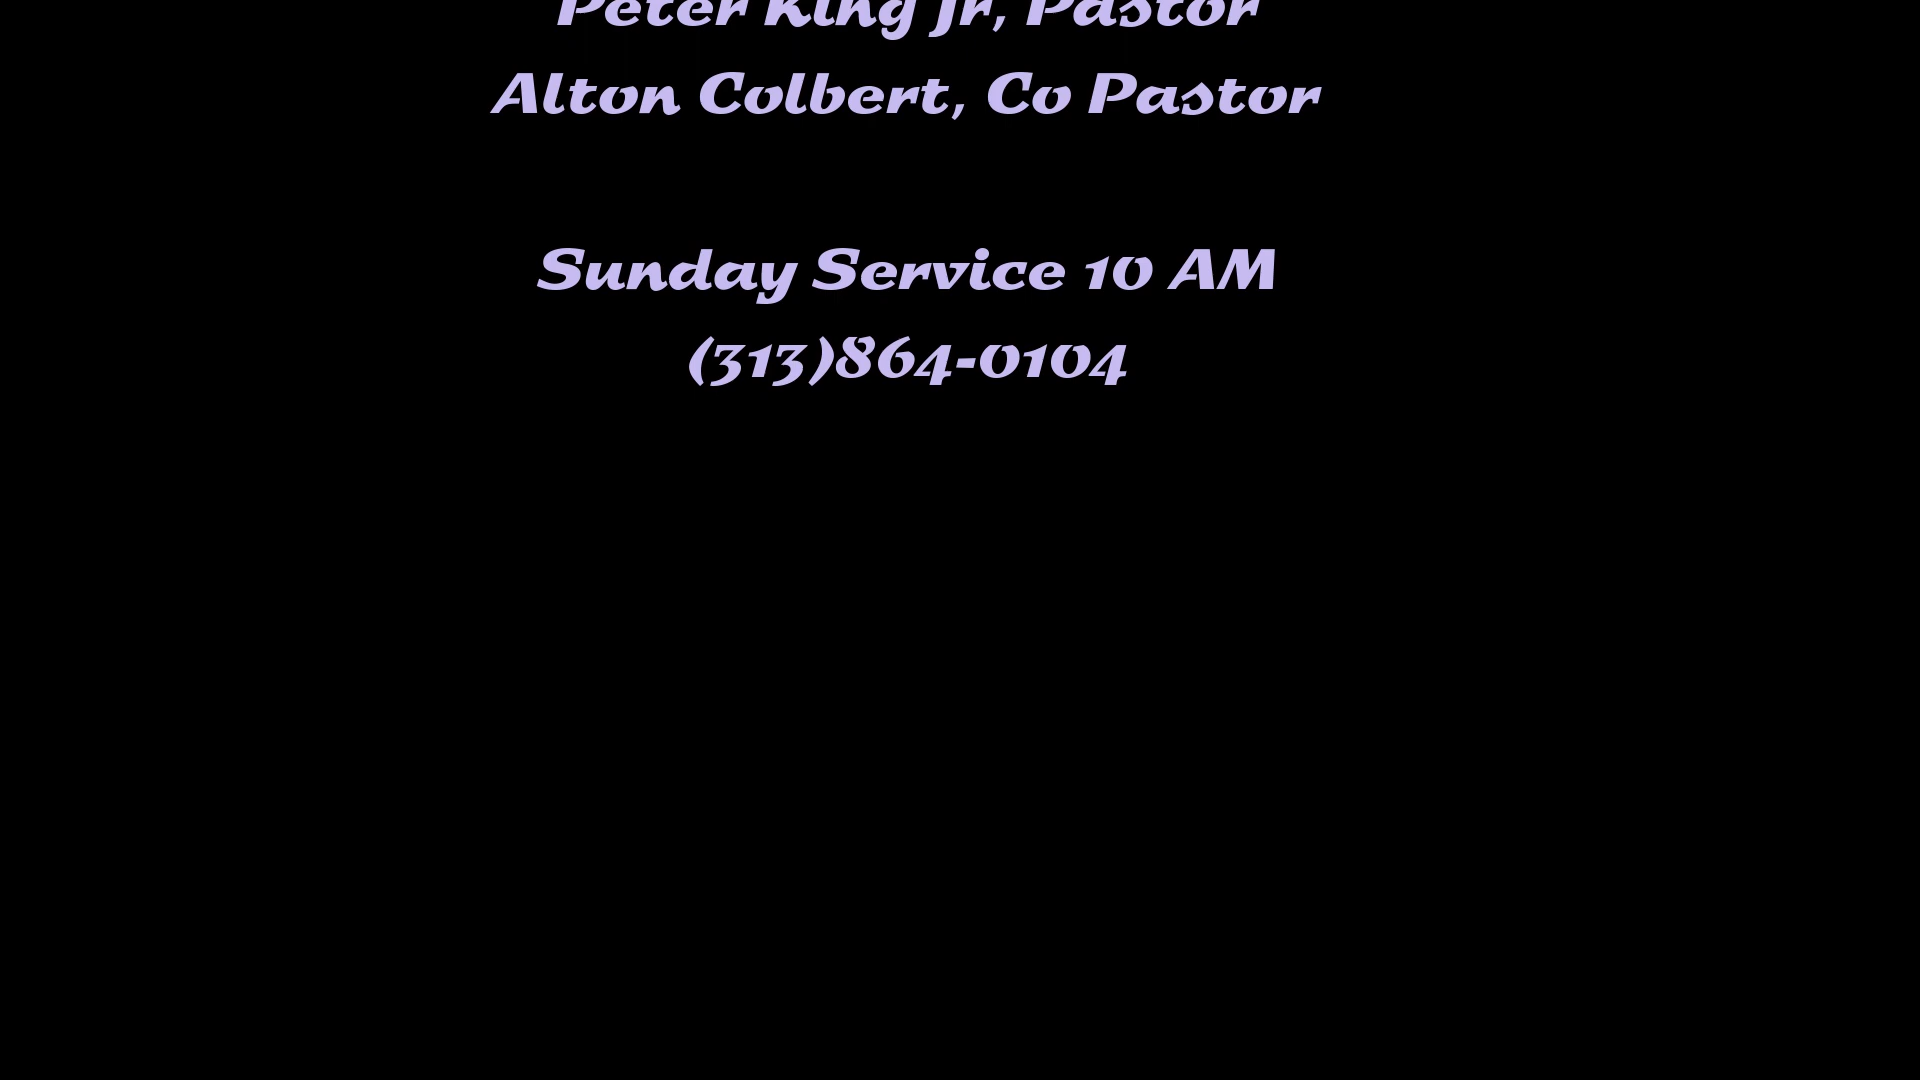 Peter King Jr, Pastor
Alton Colbert, Co Pastor
Sunday Service 10 AM
(313)864-0104